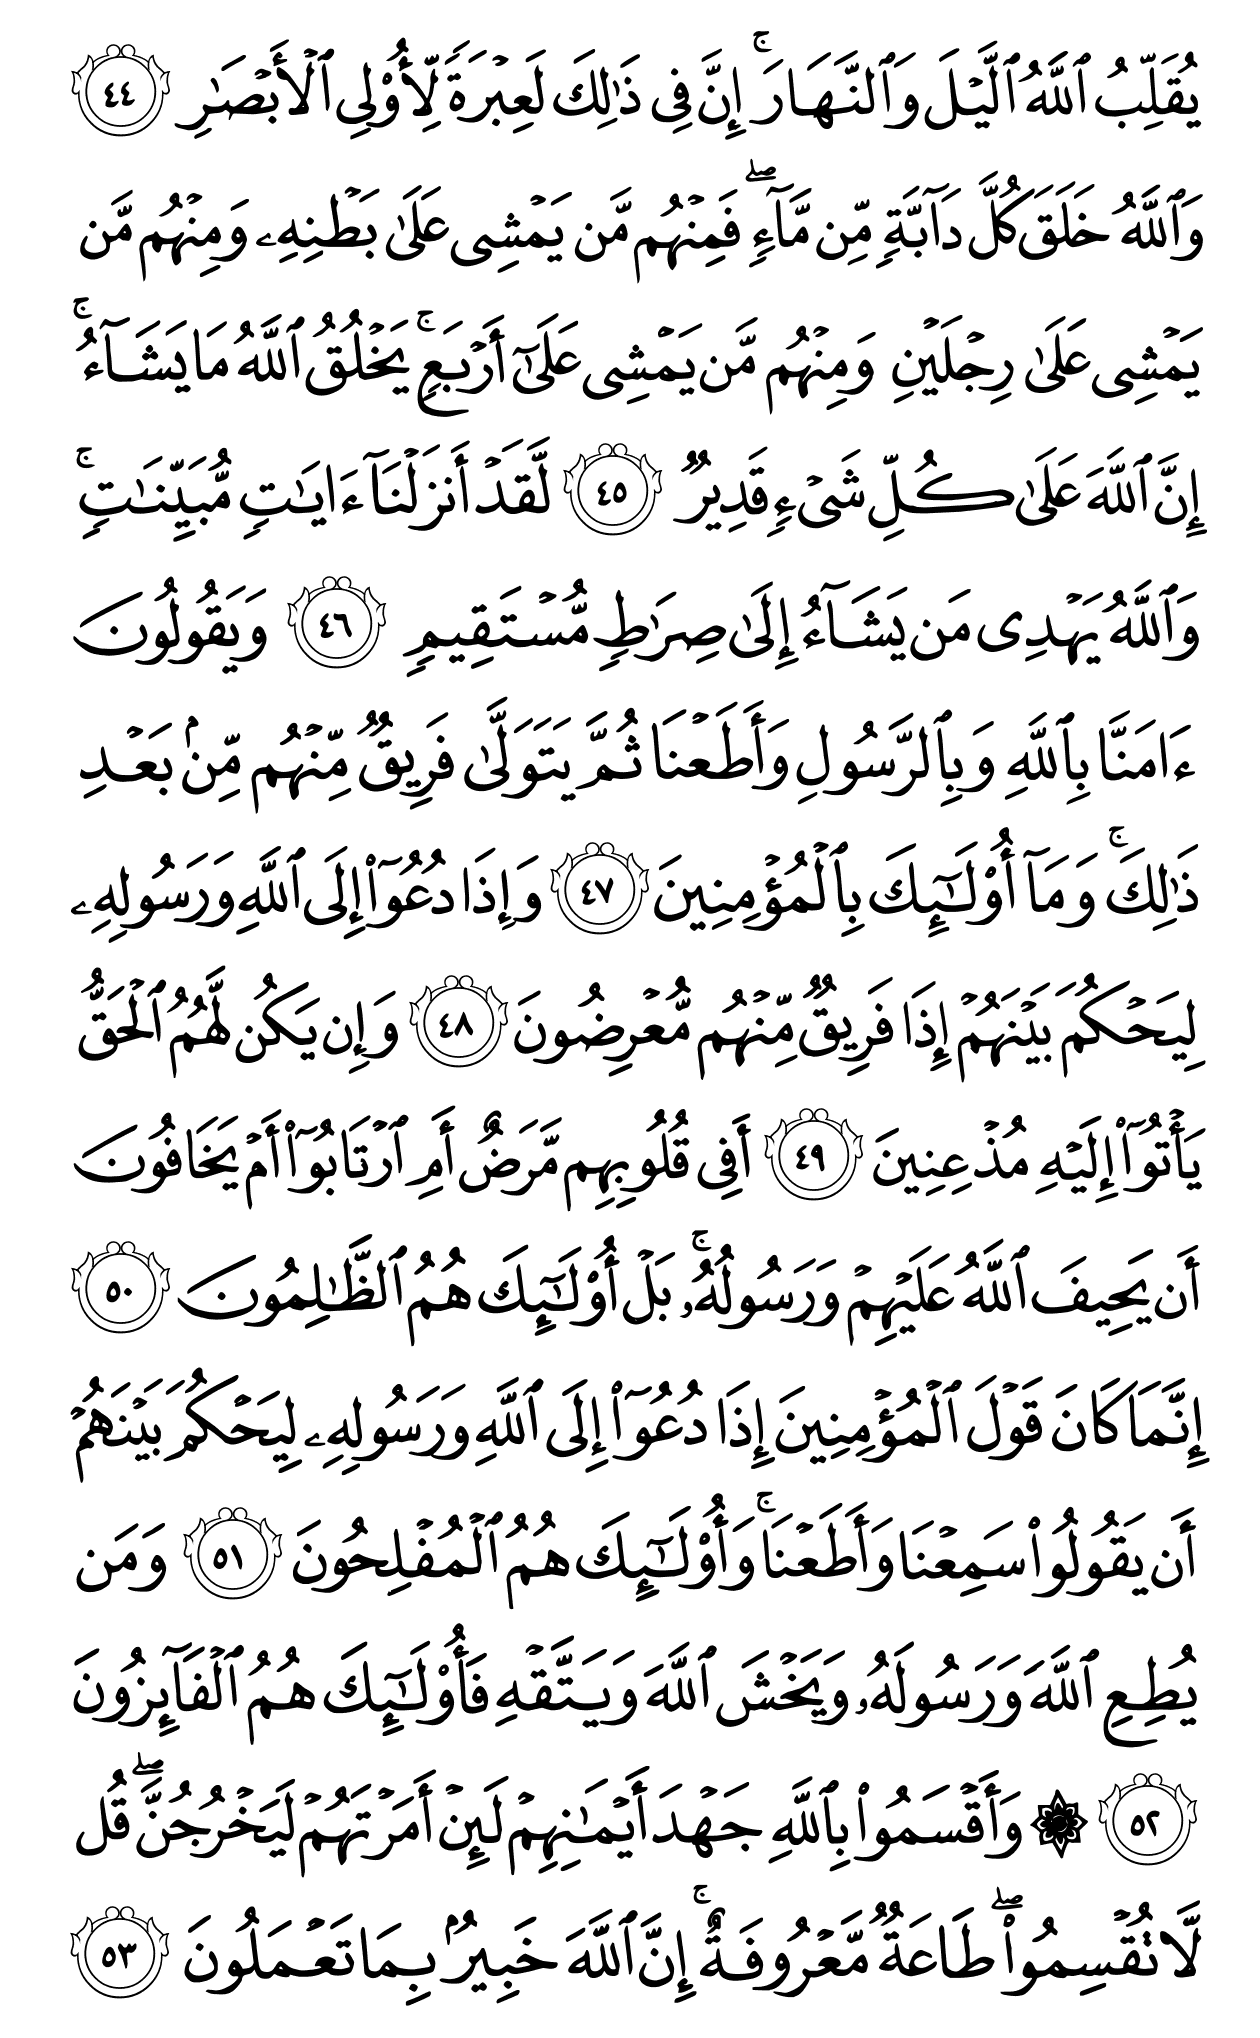 يُقَلِّبُ ٱللَّهُ ٱلَّيۡلَ وَٱلنَّهَارَۚ إِنَّ فِي ذَٰلِكَ لَعِبۡرَةٗ لِّأُوْلِي ٱلۡأَبۡصَٰرِ ٤٤
وَٱللَّهُ خَلَقَ كُلَّ دَآبَّةٖ مِّن مَّآءٖۖ فَمِنۡهُم مَّن يَمۡشِي عَلَىٰ بَطۡنِهِۦ وَمِنۡهُم مَّن
يَمۡشِي عَلَىٰ رِجۡلَيۡنِ وَمِنۡهُم مَّن يَمۡشِي عَلَىٰٓ أَرۡبَعٖۚ يَخۡلُقُ ٱللَّهُ مَا يَشَآءُۚ
إِنَّ ٱللَّهَ عَلَىٰ كُلِّ شَيۡءٖ قَدِيرٞ ٤٥ لَّقَدۡ أَنزَلۡنَآ ءَايَٰتٖ مُّبَيِّنَٰتٖۚ
وَٱللَّهُ يَهۡدِي مَن يَشَآءُ إِلَىٰ صِرَٰطٖ مُّسۡتَقِيمٖ ٤٦ وَيَقُولُونَ
ءَامَنَّا بِٱللَّهِ وَبِٱلرَّسُولِ وَأَطَعۡنَا ثُمَّ يَتَوَلَّىٰ فَرِيقٞ مِّنۡهُم مِّنۢ بَعۡدِ
ذَٰلِكَۚ وَمَآ أُوْلَٰٓئِكَ بِٱلۡمُؤۡمِنِينَ ٤٧ وَإِذَا دُعُوٓاْ إِلَى ٱللَّهِ وَرَسُولِهِۦ
لِيَحۡكُمَ بَيۡنَهُمۡ إِذَا فَرِيقٞ مِّنۡهُم مُّعۡرِضُونَ ٤٨ وَإِن يَكُن لَّهُمُ ٱلۡحَقُّ
يَأۡتُوٓاْ إِلَيۡهِ مُذۡعِنِينَ ٤٩ أَفِي قُلُوبِهِم مَّرَضٌ أَمِ ٱرۡتَابُوٓاْ أَمۡ يَخَافُونَ
أَن يَحِيفَ ٱللَّهُ عَلَيۡهِمۡ وَرَسُولُهُۥۚ بَلۡ أُوْلَٰٓئِكَ هُمُ ٱلظَّٰلِمُونَ ٥٠
إِنَّمَا كَانَ قَوۡلَ ٱلۡمُؤۡمِنِينَ إِذَا دُعُوٓاْ إِلَى ٱللَّهِ وَرَسُولِهِۦ لِيَحۡكُمَ بَيۡنَهُمۡ
أَن يَقُولُواْ سَمِعۡنَا وَأَطَعۡنَاۚ وَأُوْلَٰٓئِكَ هُمُ ٱلۡمُفۡلِحُونَ ٥١ وَمَن
يُطِعِ ٱللَّهَ وَرَسُولَهُۥ وَيَخۡشَ ٱللَّهَ وَيَتَّقۡهِ فَأُوْلَٰٓئِكَ هُمُ ٱلۡفَآئِزُونَ
٥٢ ۞ وَأَقۡسَمُواْ بِٱللَّهِ جَهۡدَ أَيۡمَٰنِهِمۡ لَئِنۡ أَمَرۡتَهُمۡ لَيَخۡرُجُنَّۖ قُل
لَّا تُقۡسِمُواْۖ طَاعَةٞ مَّعۡرُوفَةٌۚ إِنَّ ٱللَّهَ خَبِيرُۢ بِمَا تَعۡمَلُونَ ٥٣